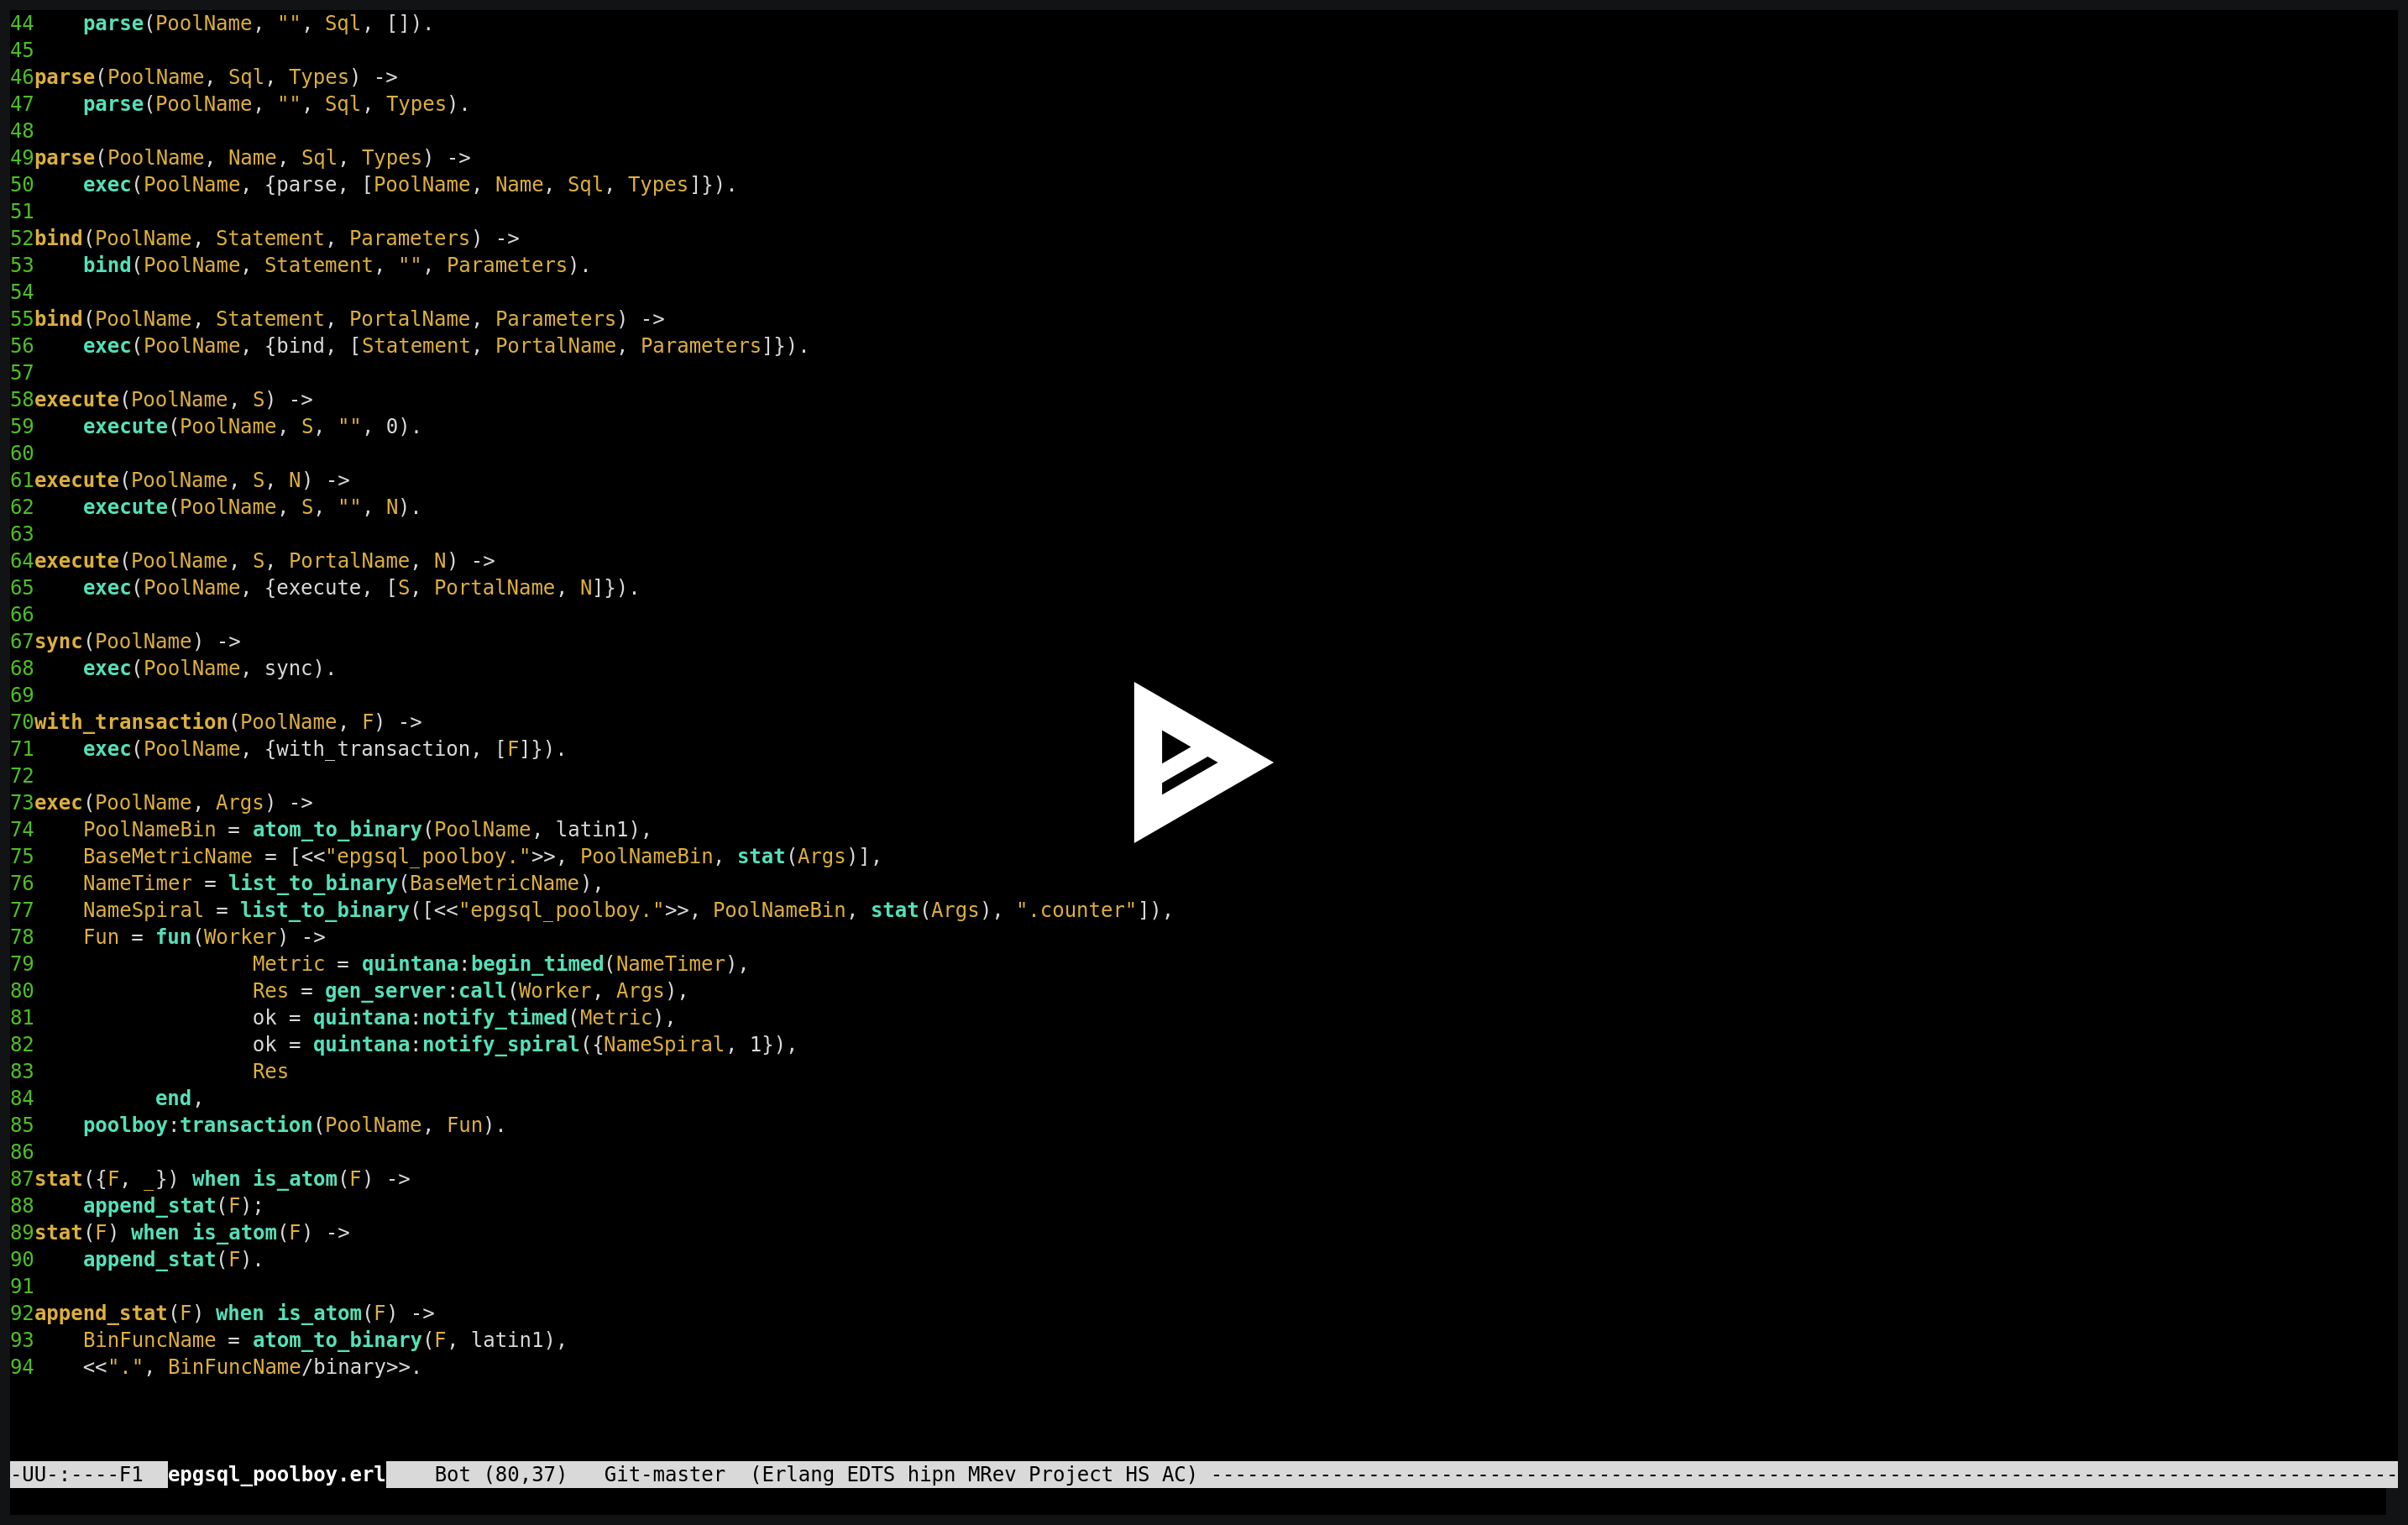 44    parse(PoolName, "", Sql, []).
45
46parse(PoolName, Sql, Types) ->
47    parse(PoolName, "", Sql, Types).
48
49parse(PoolName, Name, Sql, Types) ->
50    exec(PoolName, {parse, [PoolName, Name, Sql, Types]}).
51
52bind(PoolName, Statement, Parameters) ->
53    bind(PoolName, Statement, "", Parameters).
54
55bind(PoolName, Statement, PortalName, Parameters) ->
56    exec(PoolName, {bind, [Statement, PortalName, Parameters]}).
57
58execute(PoolName, S) ->
59    execute(PoolName, S, "", 0).
60
61execute(PoolName, S, N) ->
62    execute(PoolName, S, "", N).
63
64execute(PoolName, S, PortalName, N) ->
65    exec(PoolName, {execute, [S, PortalName, N]}).
66
67sync(PoolName) ->
68    exec(PoolName, sync).
69
70with_transaction(PoolName, F) ->
71    exec(PoolName, {with_transaction, [F]}).
72
73exec(PoolName, Args) ->
74    PoolNameBin = atom_to_binary(PoolName, latin1),
75    BaseMetricName = [<<"epgsql_poolboy.">>, PoolNameBin, stat(Args)],
76    NameTimer = list_to_binary(BaseMetricName),
77    NameSpiral = list_to_binary([<<"epgsql_poolboy.">>, PoolNameBin, stat(Args), ".counter"]),
78    Fun = fun(Worker) ->
79                  Metric = quintana:begin_timed(NameTimer),
80                  Res = gen_server:call(Worker, Args),
81                  ok = quintana:notify_timed(Metric),
82                  ok = quintana:notify_spiral({NameSpiral, 1}),
83                  Res
84          end,
85    poolboy:transaction(PoolName, Fun).
86
87stat({F, _}) when is_atom(F) ->
88    append_stat(F);
89stat(F) when is_atom(F) ->
90    append_stat(F).
91
92append_stat(F) when is_atom(F) ->
93    BinFuncName = atom_to_binary(F, latin1),
94    <<".", BinFuncName/binary>>.
-UU-:----F1  epgsql_poolboy.erl    Bot (80,37)   Git-master  (Erlang EDTS hipn MRev Project HS AC) --------------------------------------------------------------------------------------------------